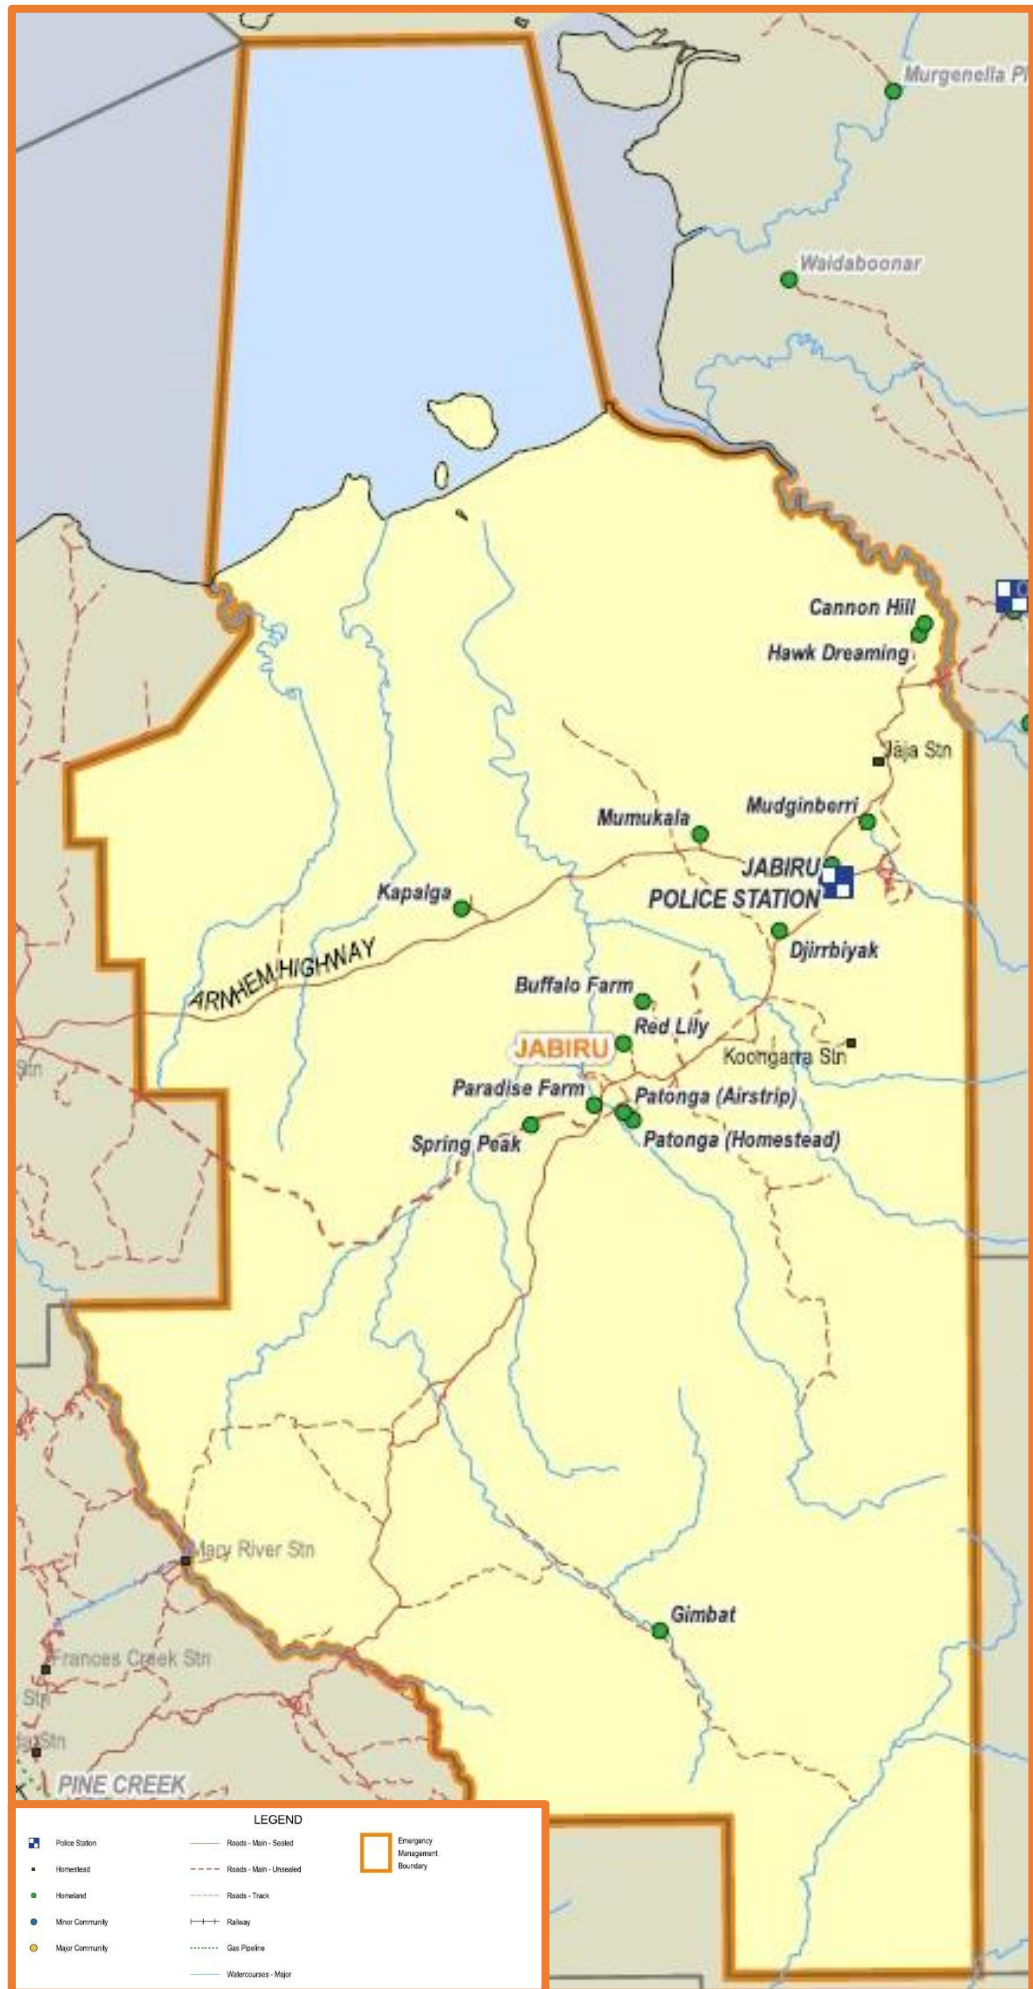 Murgenella
Waidaboonar
Cannon Hill
Hawk Dreaming
Jaja Stn
Mudginberri
Mumukala
JABIRU
POLICE STATION
Kapalga
Djirrbiyak
ARNHEM HIGHWAY
Buffalo Farm
Red Lily
JABIRU
Koongarra Stn
Stn
Paradise Farm
Patonga (Airstrip)
Spring Peak
Patonga (Homestead)
Mary River Stn
Gimbat
Frances Creek Stn
Stn
Stn
PINE CREEK
LEGEND
Police Station
Homestead
Homeland
Minor Community
Major Community
Roads - Main - Sealed
Roads - Main - Unsealed
Roads - Track
Railway
Gas Pipeline
Watercourses - Major
Emergency
Management
Boundary